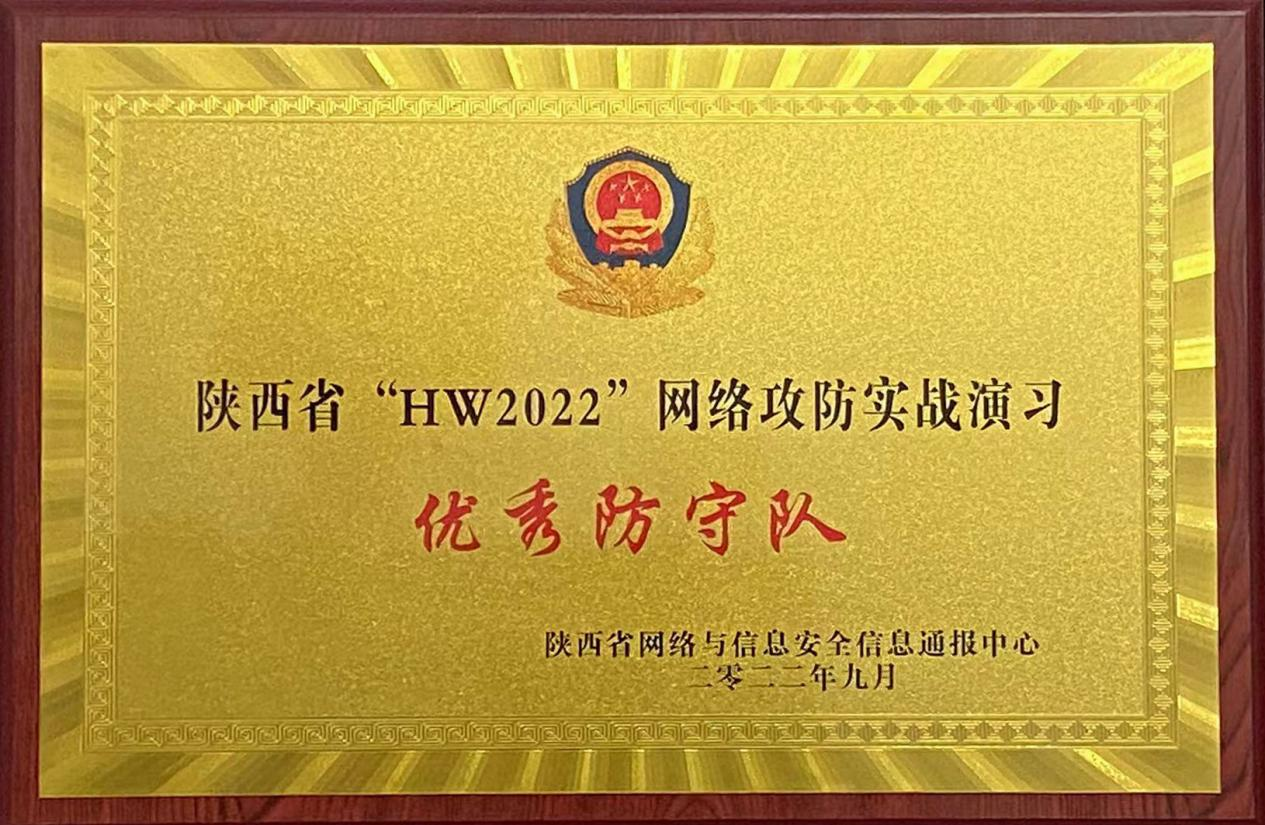 陕西省“HW2022”网络攻防实战演习
优秀防守队
陕西省网络与信息安全信息通报中心
二零二二年九月